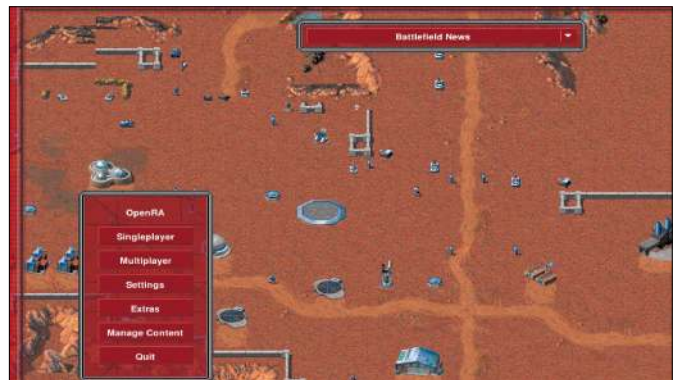 Battlefield News
OpenRA
Singleplayer
Multiplayer
Settings
Extras
Manage Content
Quit